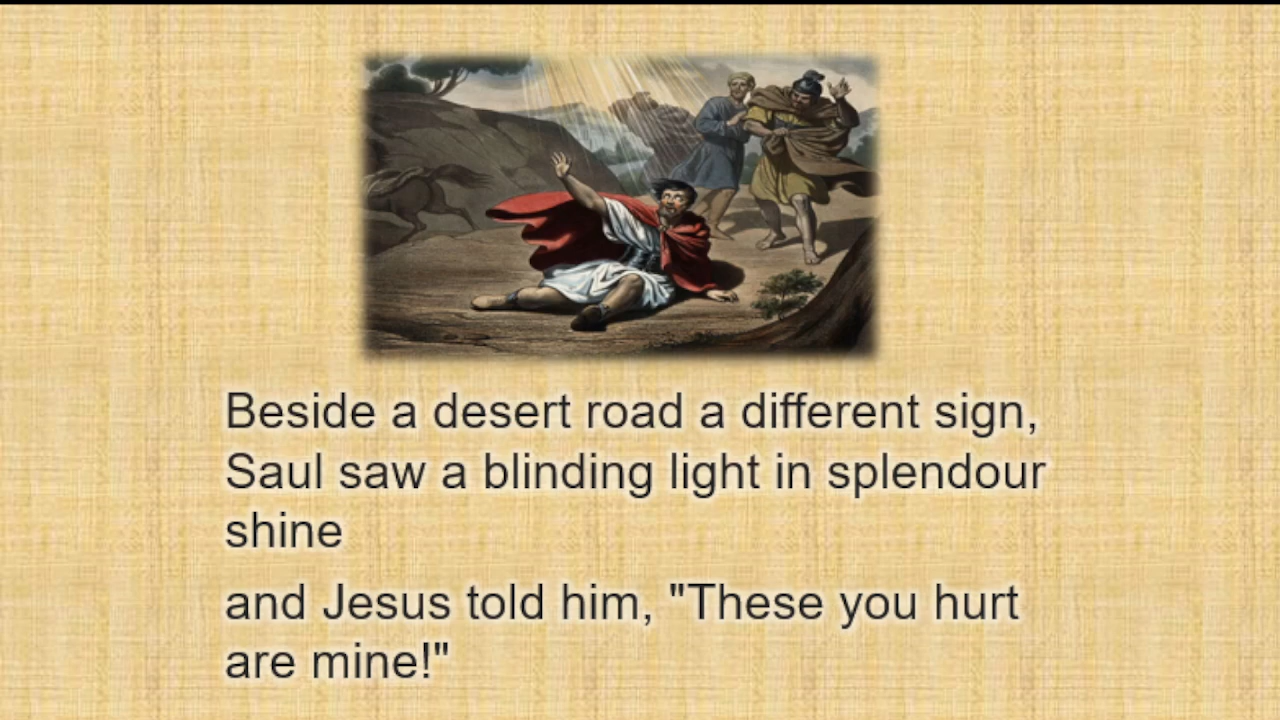 Beside a desert road a different sign,
Saul saw a blinding light in splendour
shine
and Jesus told him, "These you hurt
are mine!"